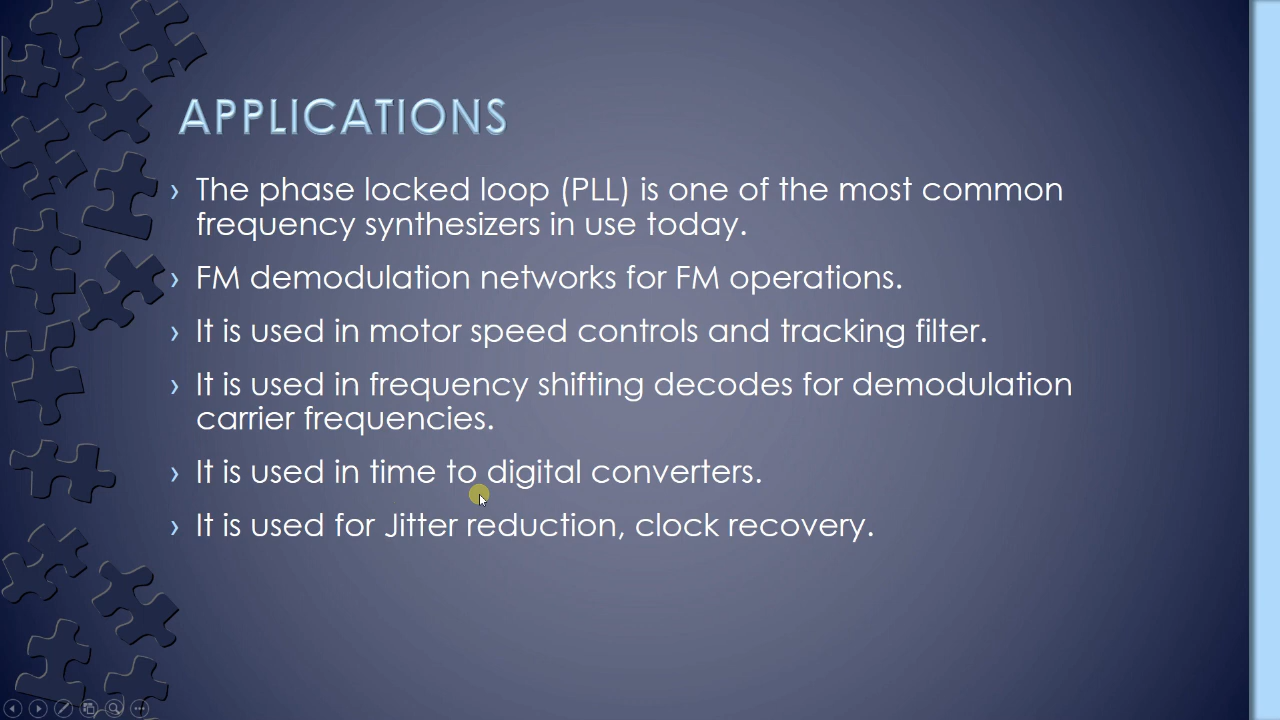 APPLICATIONS
› The phase locked loop (PLL) is one of the most common
frequency synthesizers in use today.
› FM demodulation networks for FM operations.
› It is used in motor speed controls and tracking filter.
› It is used in frequency shifting decodes for demodulation
carrier frequencies.
› It is used in time to digital converters.
› It is used for Jitter reduction, clock recovery.